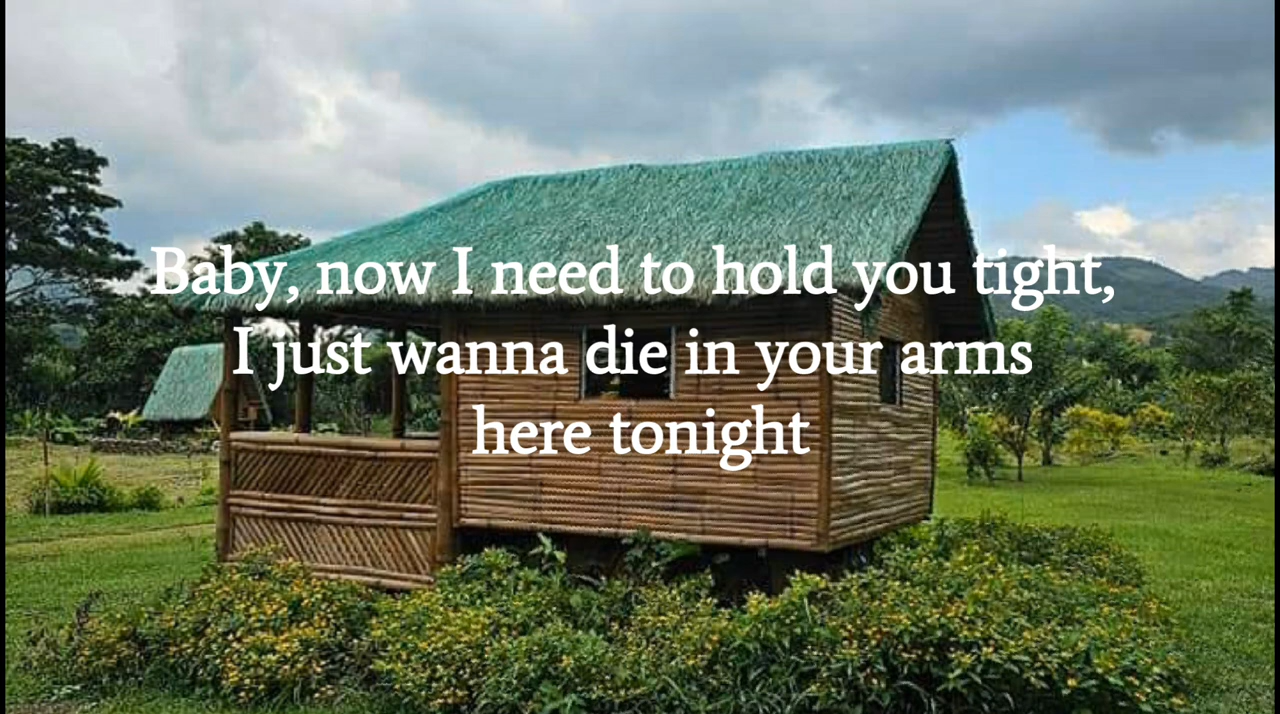 Baby, now I need to hold you tight,
I just wanna die in your arms
here tonight